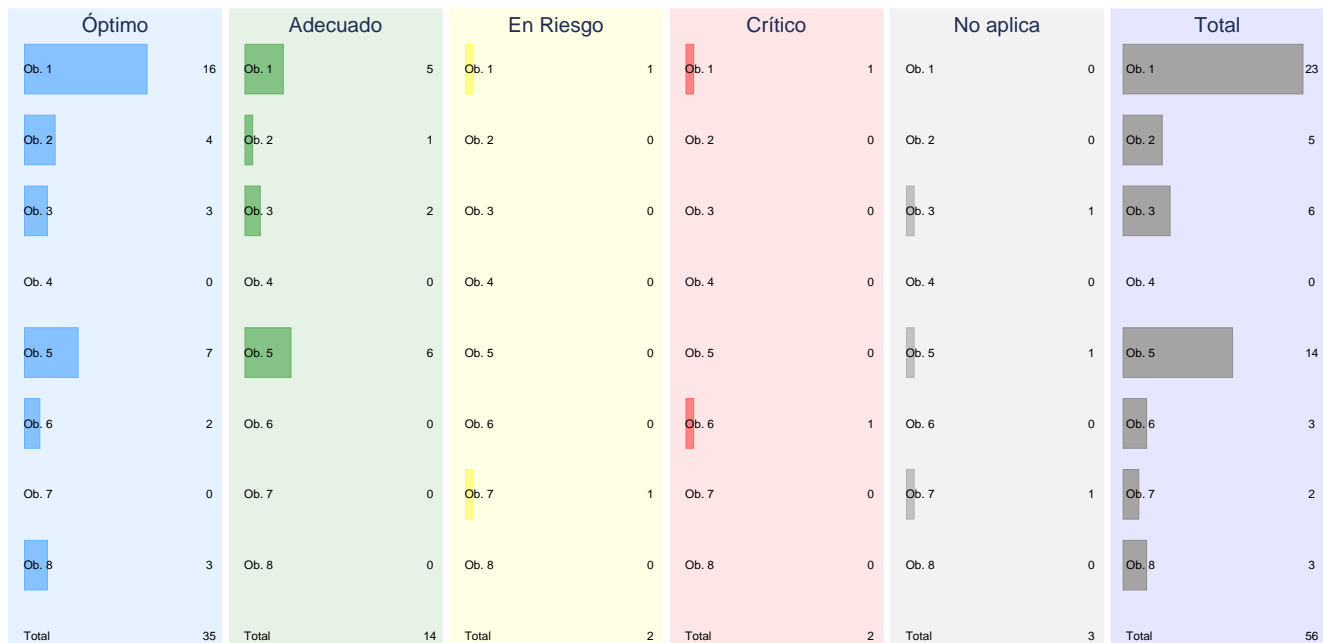 Óptimo Adecuado En Riesgo Crítico No aplica Total
Ob. 1 16 Ob. 1 5 Ob. 1 1 Ob. 1 1 Ob. 1 0 Ob. 1 23
Ob. 2 4 Ob. 2 1 Ob. 2 0 Ob. 2 0 Ob. 2 0 Ob. 2 5
Ob. 3 3 Ob. 3 2 Ob. 3 0 Ob. 3 0 Ob. 3 1 Ob. 3 6
Ob. 4 0 Ob. 4 0 Ob. 4 0 Ob. 4 0 Ob. 4 0 Ob. 4 0
Ob. 5 7 Ob. 5 6 Ob. 5 0 Ob. 5 0 Ob. 5 1 Ob. 5 14
Ob. 6 2 Ob. 6 0 Ob. 6 0 Ob. 6 1 Ob. 6 0 Ob. 6 3
Ob. 7 0 Ob. 7 0 Ob. 7 1 Ob. 7 0 Ob. 7 1 Ob. 7 2
Ob. 8 3 Ob. 8 0 Ob. 8 0 Ob. 8 0 Ob. 8 0 Ob. 8 3
Total 35 Total 14 Total 2 Total 2 Total 3 Total 56